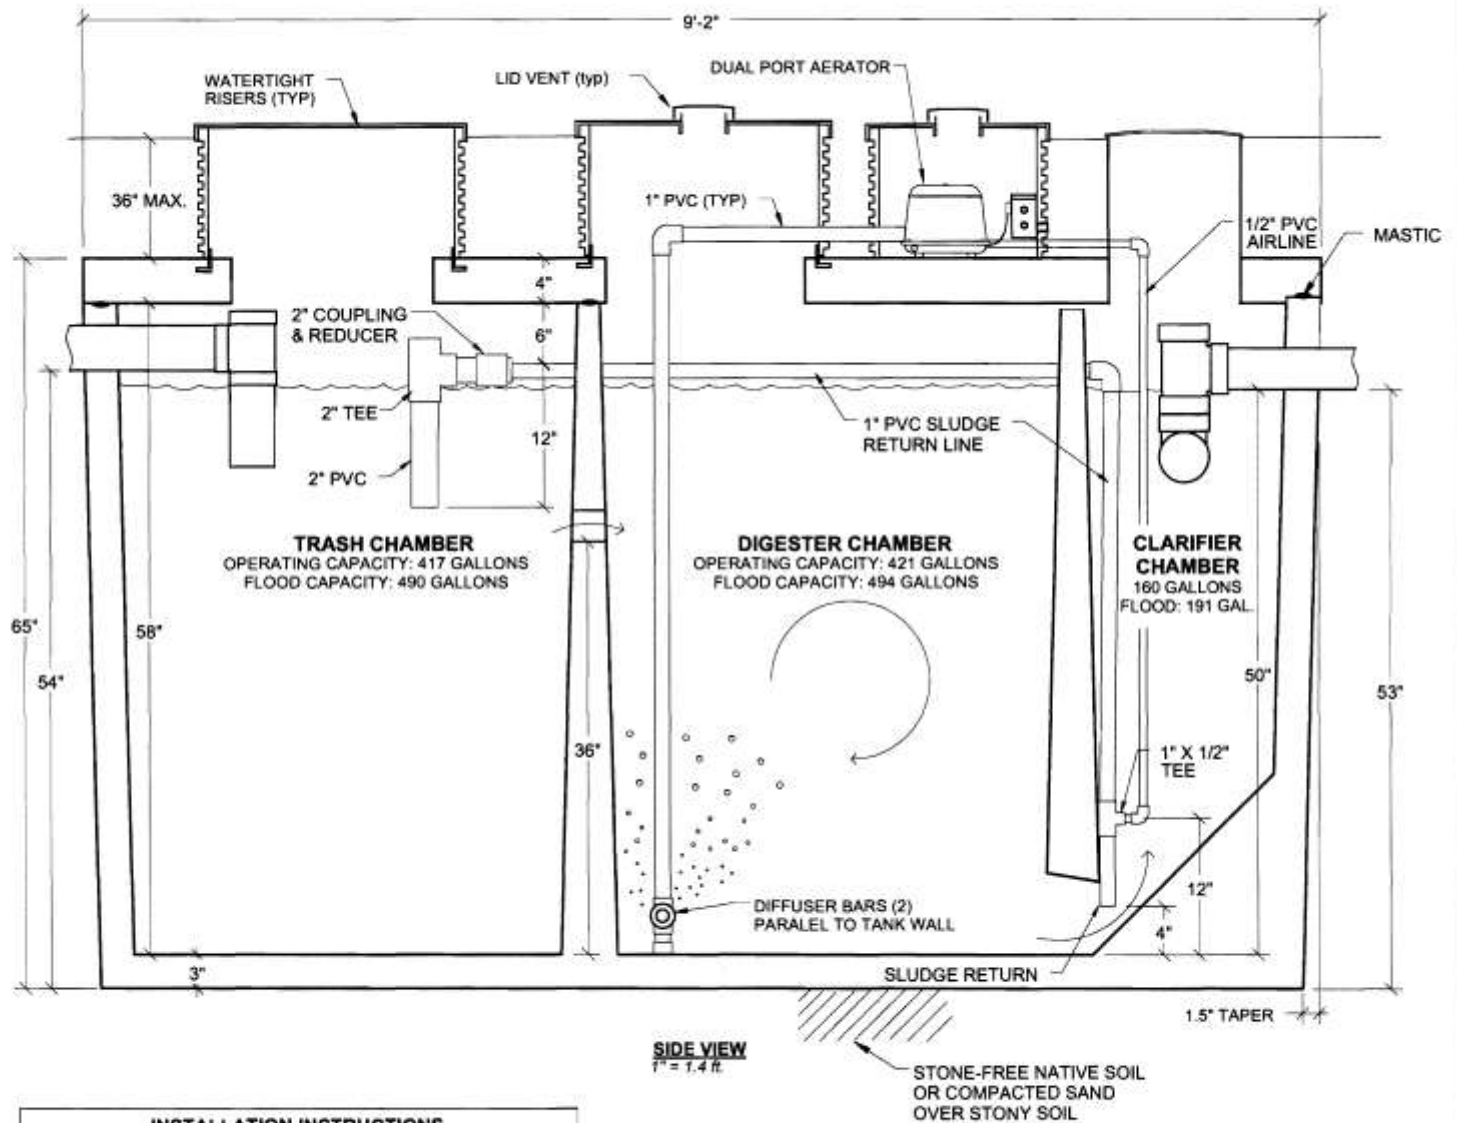 9'-2"
WATERTIGHT
RISERS (TYP)
LID VENT (typ)
DUAL PORT AERATOR
36" MAX.
1" PVC (TYP)
1/2" PVC
AIRLINE
MASTIC
4"
2" COUPLING
& REDUCER
6"
2" TEE
12"
1" PVC SLUDGE
RETURN LINE
2" PVC
TRASH CHAMBER
OPERATING CAPACITY: 417 GALLONS
FLOOD CAPACITY: 490 GALLONS
DIGESTER CHAMBER
OPERATING CAPACITY: 421 GALLONS
FLOOD CAPACITY: 494 GALLONS
CLARIFIER
CHAMBER
160 GALLONS
FLOOD: 191 GAL.
65"
58"
54"
50"
53"
36"
1" X 1/2"
TEE
12"
DIFFUSER BARS (2)
PARALEL TO TANK WALL
4"
3"
SLUDGE RETURN
1.5" TAPER
SIDE VIEW
1" = 1.4 ft.
STONE-FREE NATIVE SOIL
OR COMPACTED SAND
OVER STONY SOIL
INSTALLATION INSTRUCTIONS